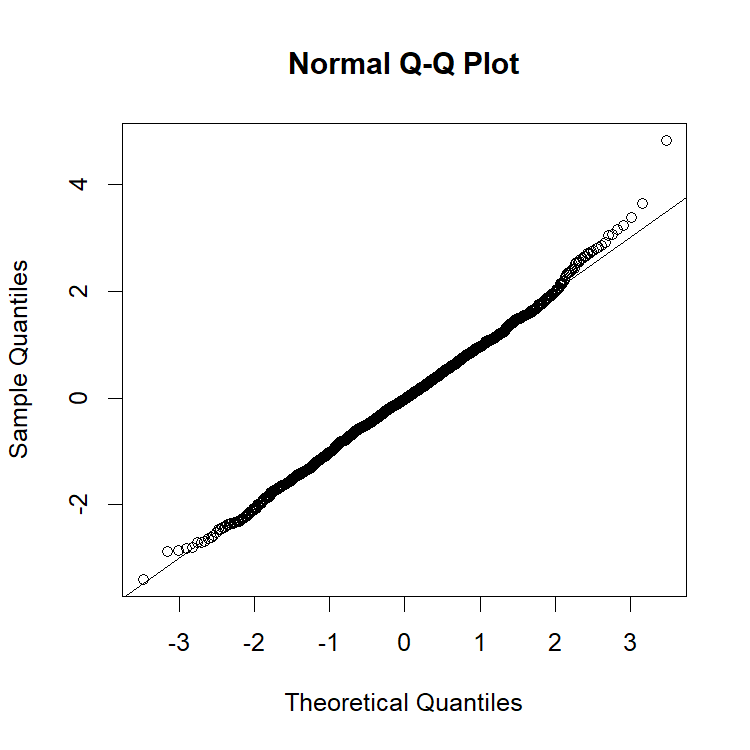 Normal Q-Q Plot
4
2
0
-2
Sample Quantiles
-3 -2 -1 0 1 2 3
Theoretical Quantiles